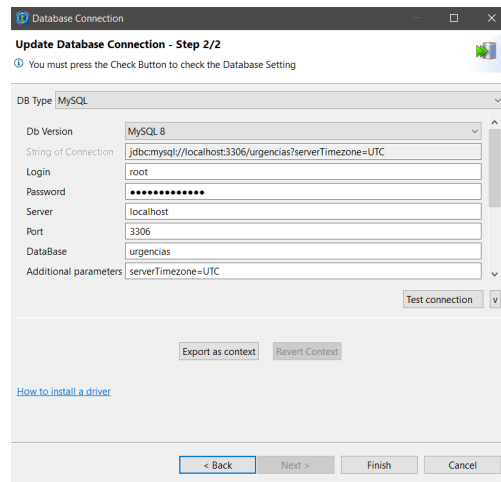 Database Connection
Update Database Connection - Step 2/2
You must press the Check Button to check the Database Setting
DB Type MySQL
Db Version MySQL 8
String of Connection jdbc:mysql://localhost:3306/urgencias?serverTimezone=UTC
Login root
Password •••••••••••••
Server localhost
Port 3306
DataBase urgencias
Additional parameters serverTimezone=UTC
Test connection v
Export as context Revert Context
How to install a driver
< Back Next > Finish Cancel